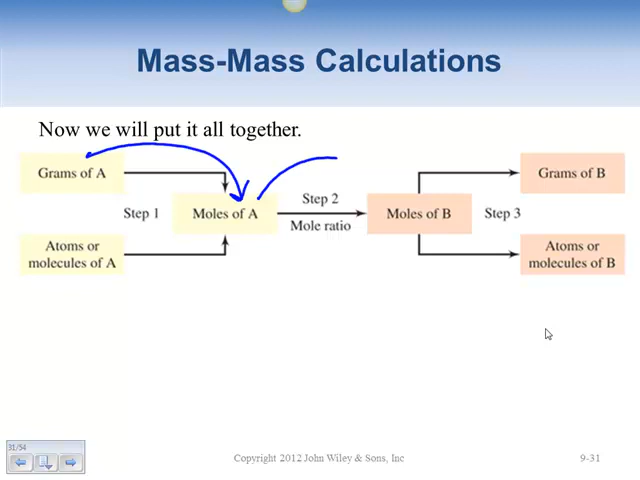 Mass-Mass Calculations
Now we will put it all together.
Grams of A
Grams of B
Step 1
Moles of A
Step 2
Mole ratio
Moles of B
Step 3
Atoms or
molecules of A
Atoms or
molecules of B
31/54
Copyright 2012 John Wiley & Sons, Inc
9-31